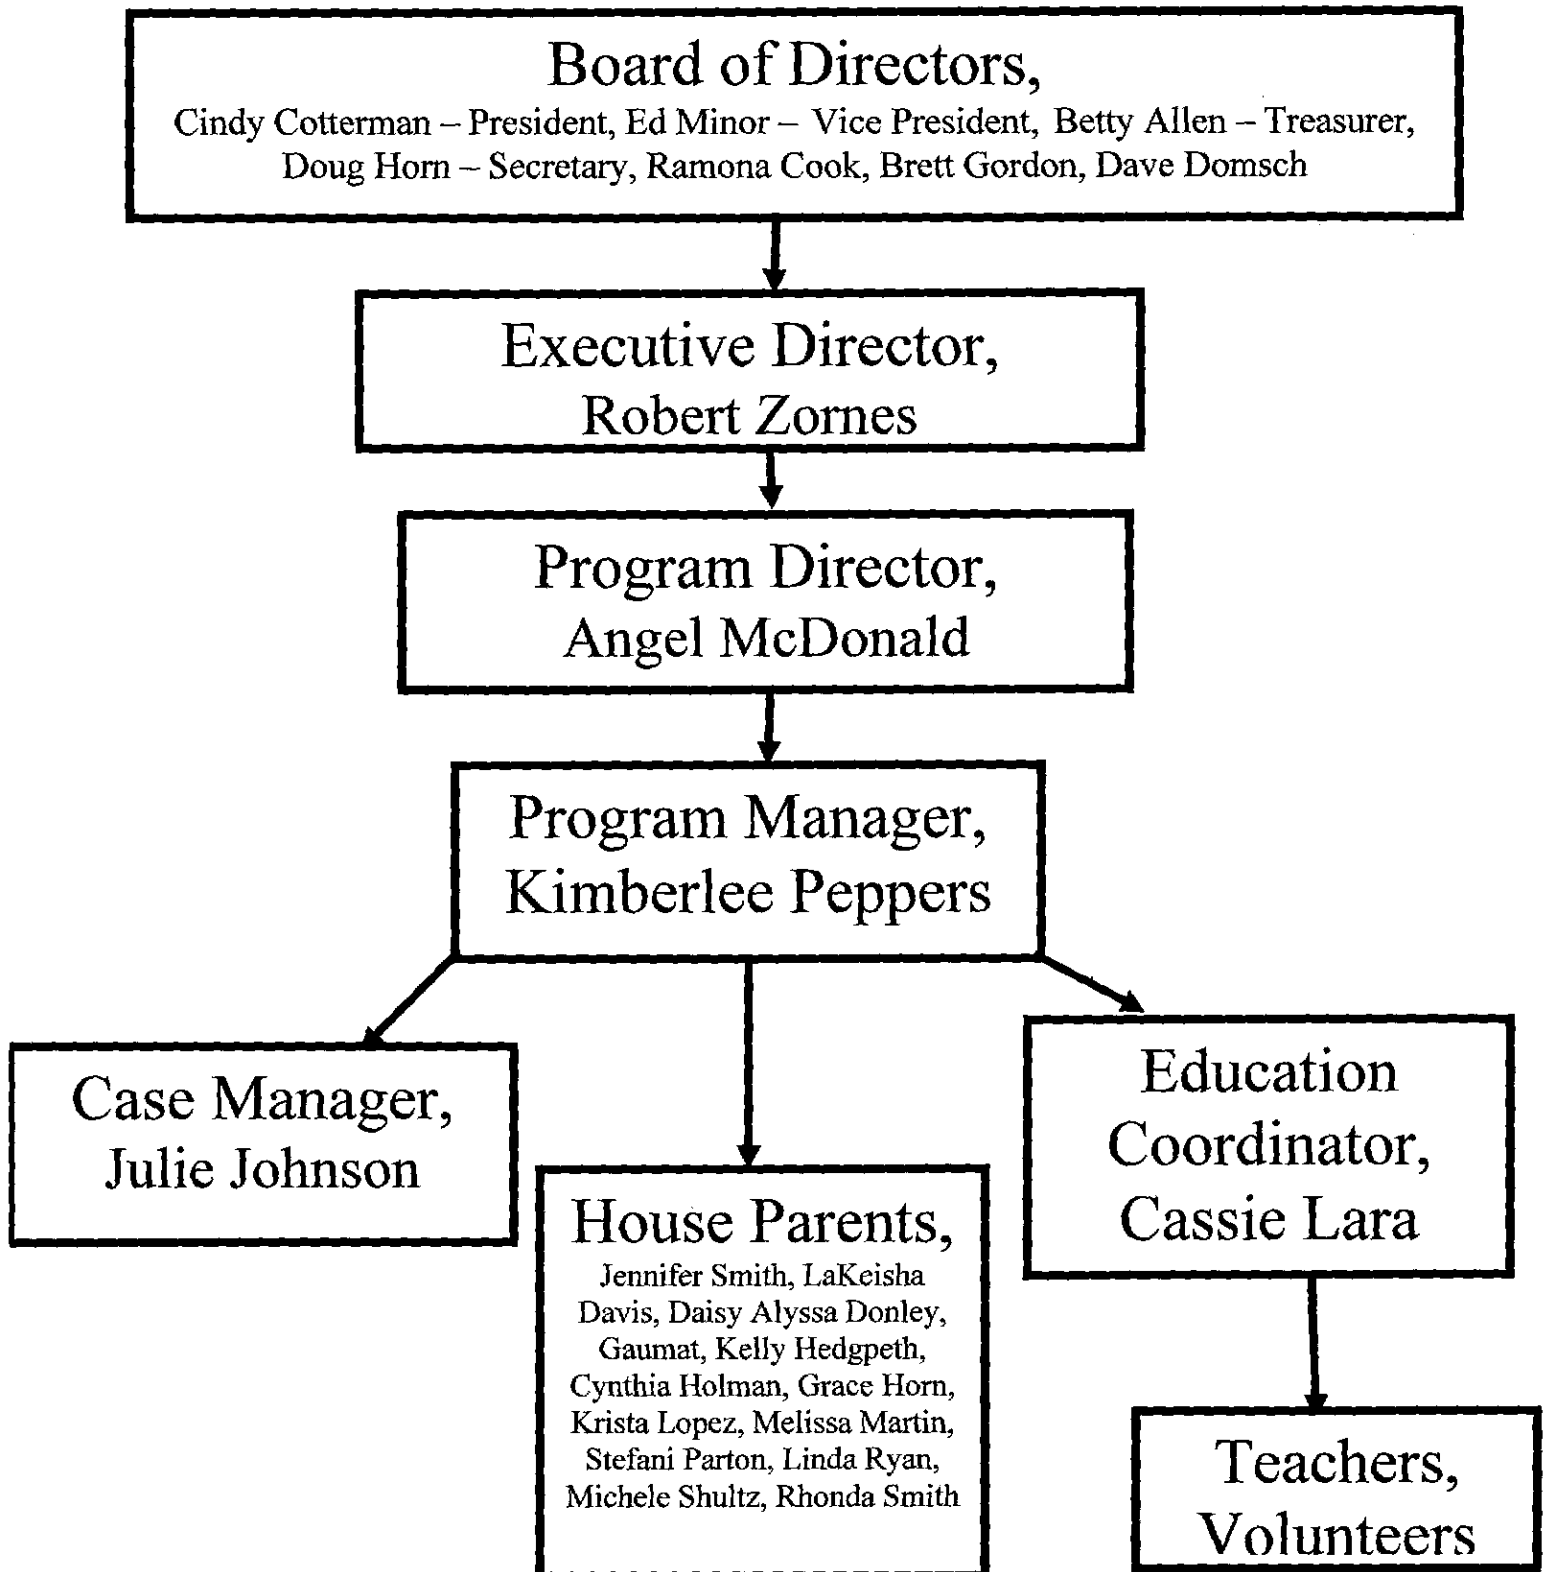 Board of Directors,
Cindy Cotterman – President, Ed Minor – Vice President, Betty Allen – Treasurer,
Doug Horn – Secretary, Ramona Cook, Brett Gordon, Dave Domsch
Executive Director,
Robert Zornes
Program Director,
Angel McDonald
Program Manager,
Kimberlee Peppers
Case Manager,
Julie Johnson
House Parents,
Jennifer Smith, LaKeisha
Davis, Daisy Alyssa Donley,
Gaumat, Kelly Hedgpeth,
Cynthia Holman, Grace Horn,
Krista Lopez, Melissa Martin,
Stefani Parton, Linda Ryan,
Michele Shultz, Rhonda Smith
Education
Coordinator,
Cassie Lara
Teachers,
Volunteers